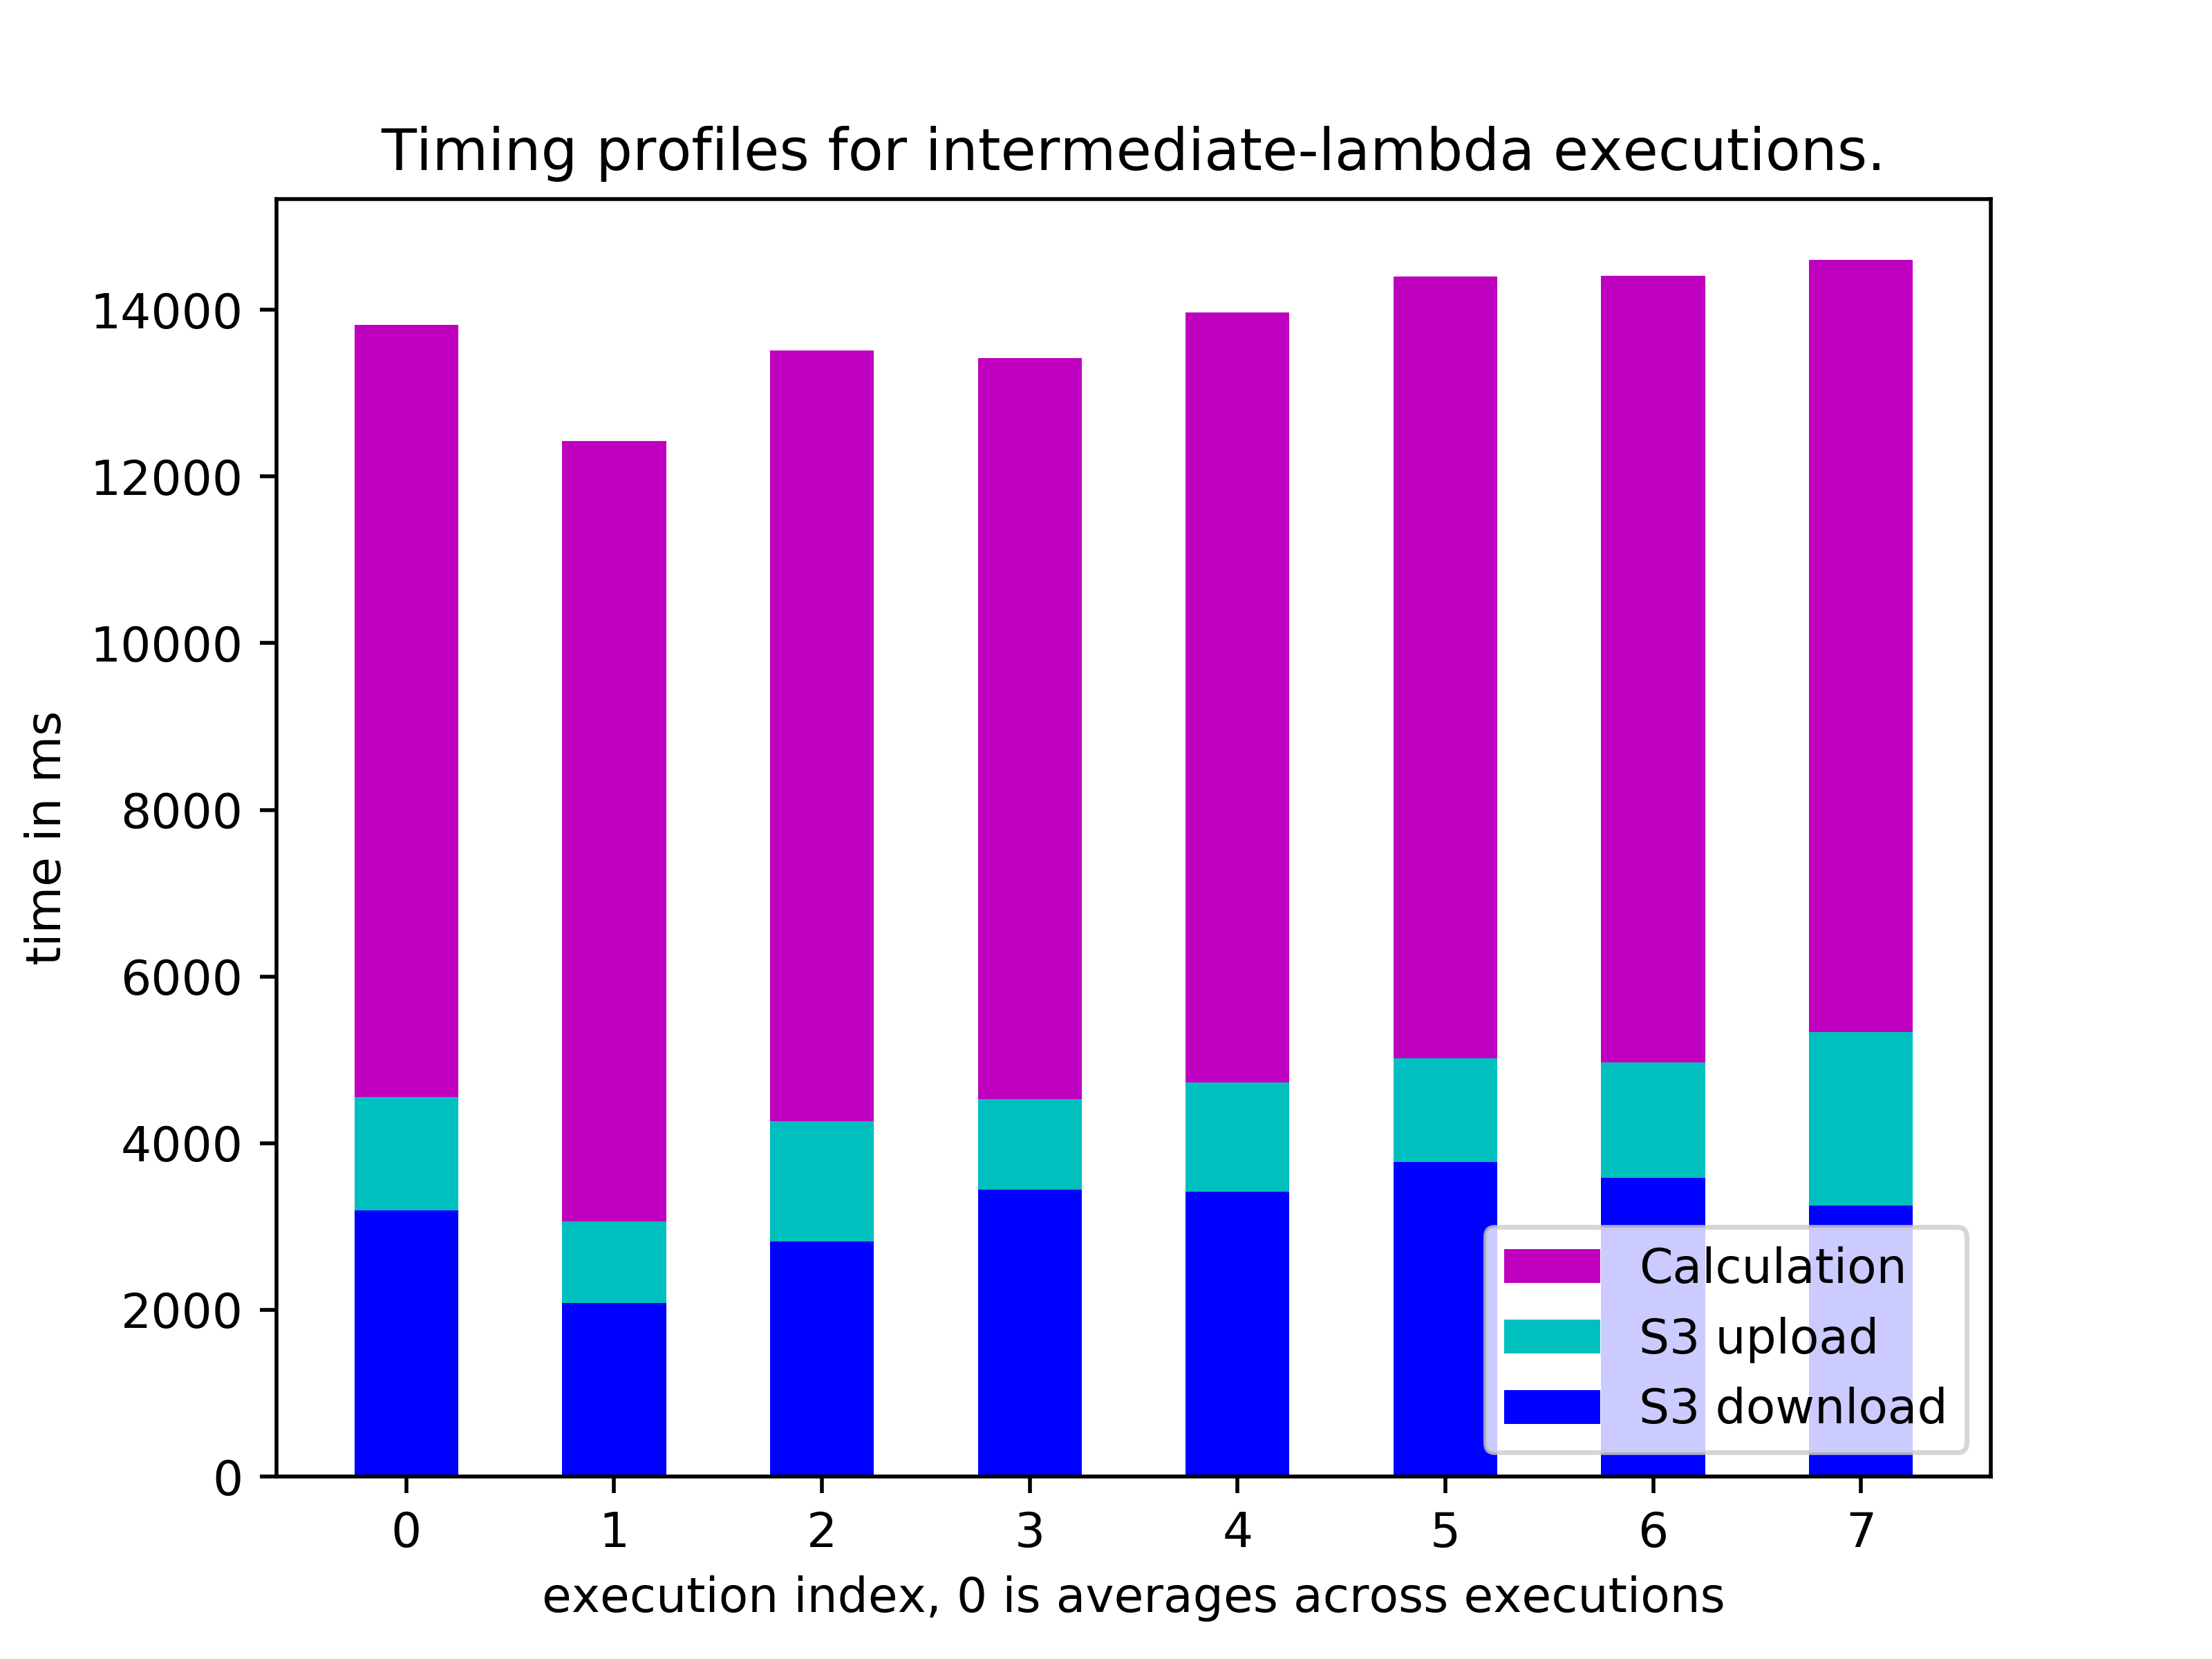 Timing profiles for intermediate-lambda executions.
14000
12000
10000
8000
6000
4000
2000
0
time in ms
Calculation
S3 upload
S3 download
0 1 2 3 4 5 6 7
execution index, 0 is averages across executions